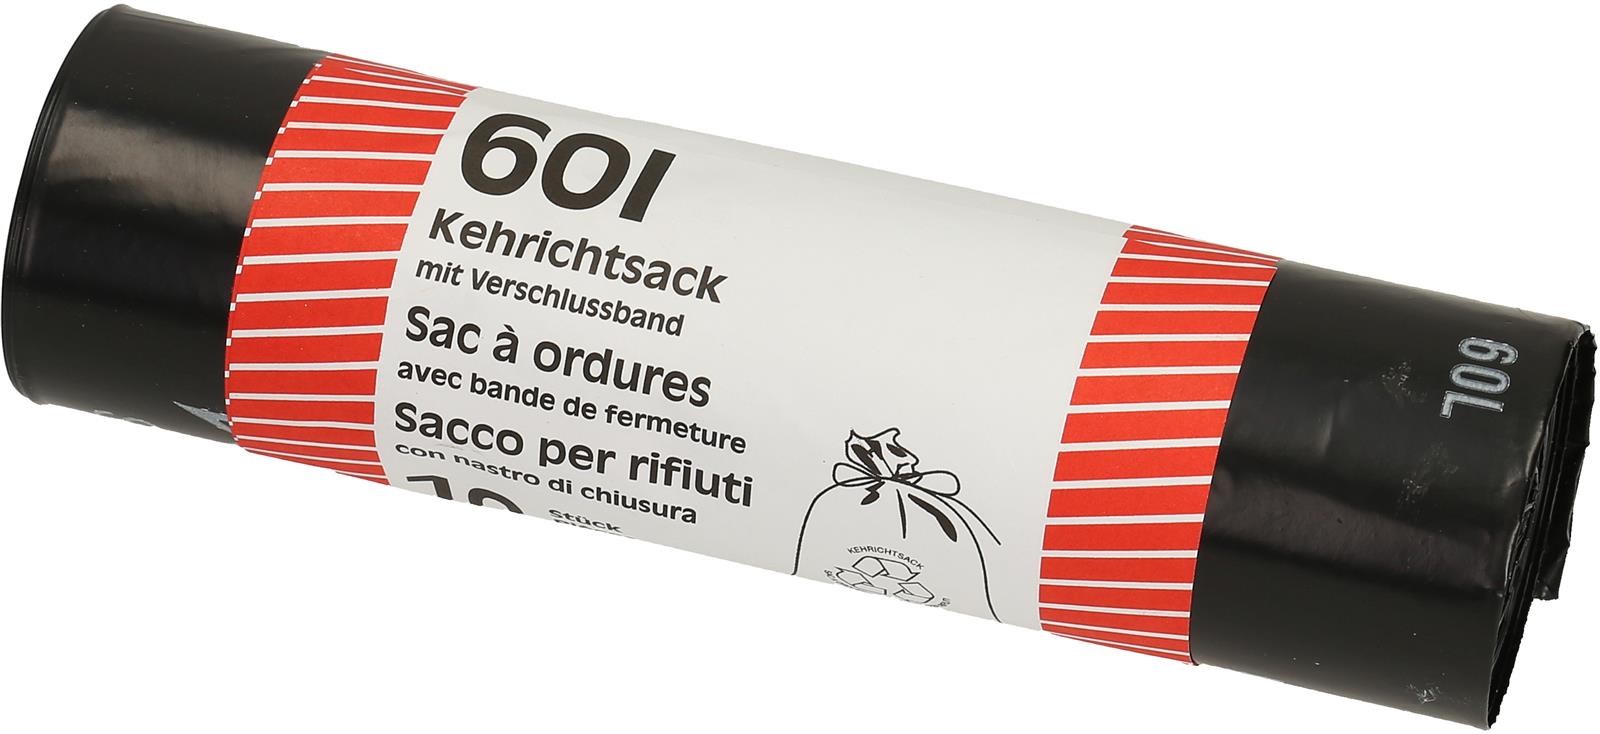 60l
Kehrichtsack
mit Verschlussband
Sac à ordures
avec bande de fermeture
Sacco per rifiuti
con nastro di chiusura
10 Stück
KEHRICHTSACK
60L